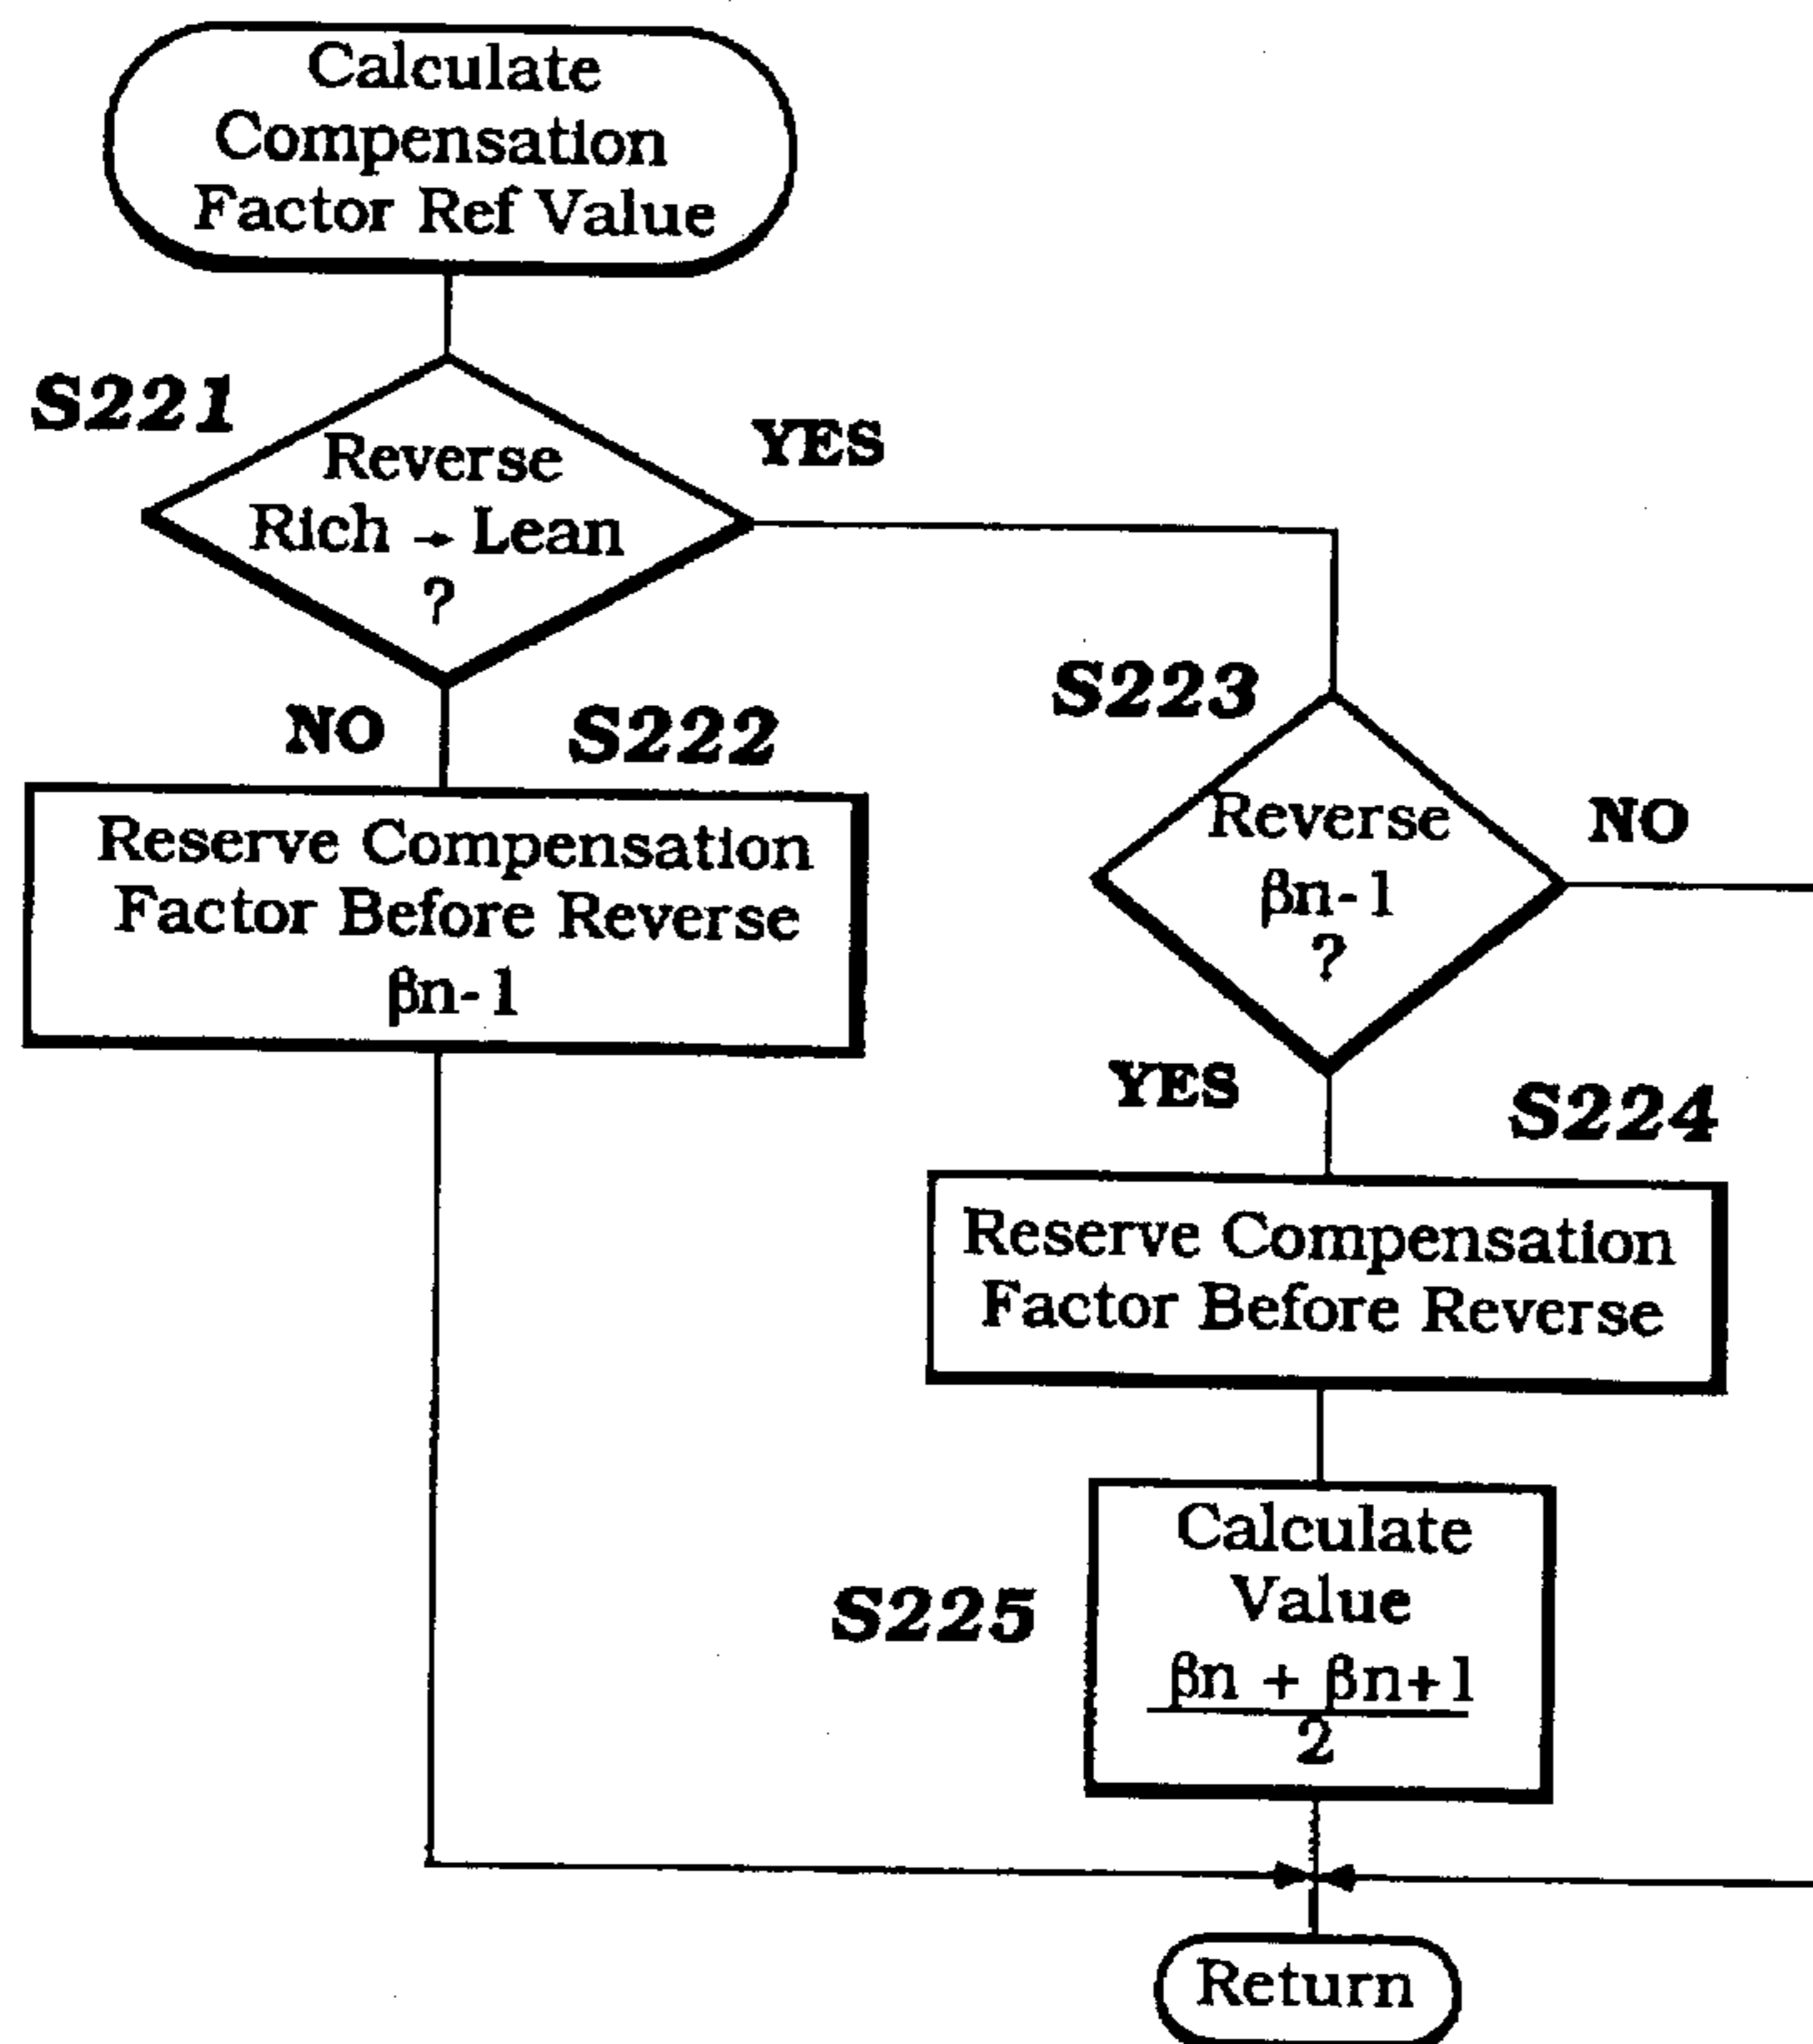 Calculate
Compensation
Factor Ref Value
S221
Reverse
Rich → Lean
?
YES
NO
S222
Reserve Compensation
Factor Before Reverse
βn-1
S223
Reverse
βn-1
?
NO
YES
S224
Reserve Compensation
Factor Before Reverse
S225
Calculate
Value
βn + βn+1
2
Return